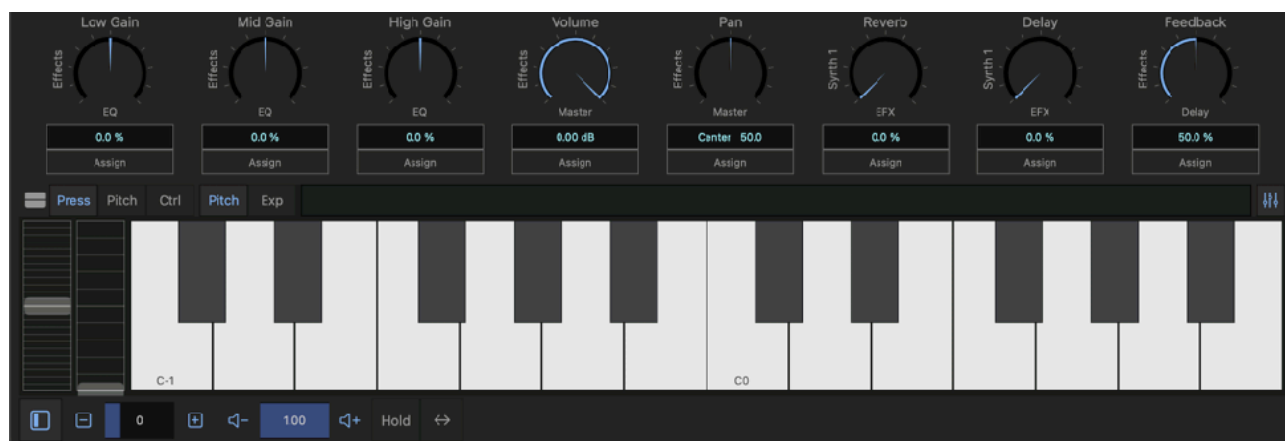 Low Gain Mid Gain High Gain Volume Pan Reverb Delay Feedback
Effects Effects Effects Effects Effects Synth 1 Synth 1 Effects
EQ EQ EQ Master Master EFX EFX Delay
0.0 % 0.0 % 0.0 % 0.00 dB Center 50.0 0.0 % 0.0 % 50.0 %
Assign Assign Assign Assign Assign Assign Assign Assign
Press Pitch Ctrl Pitch Exp
C-1 C0
0 100 Hold